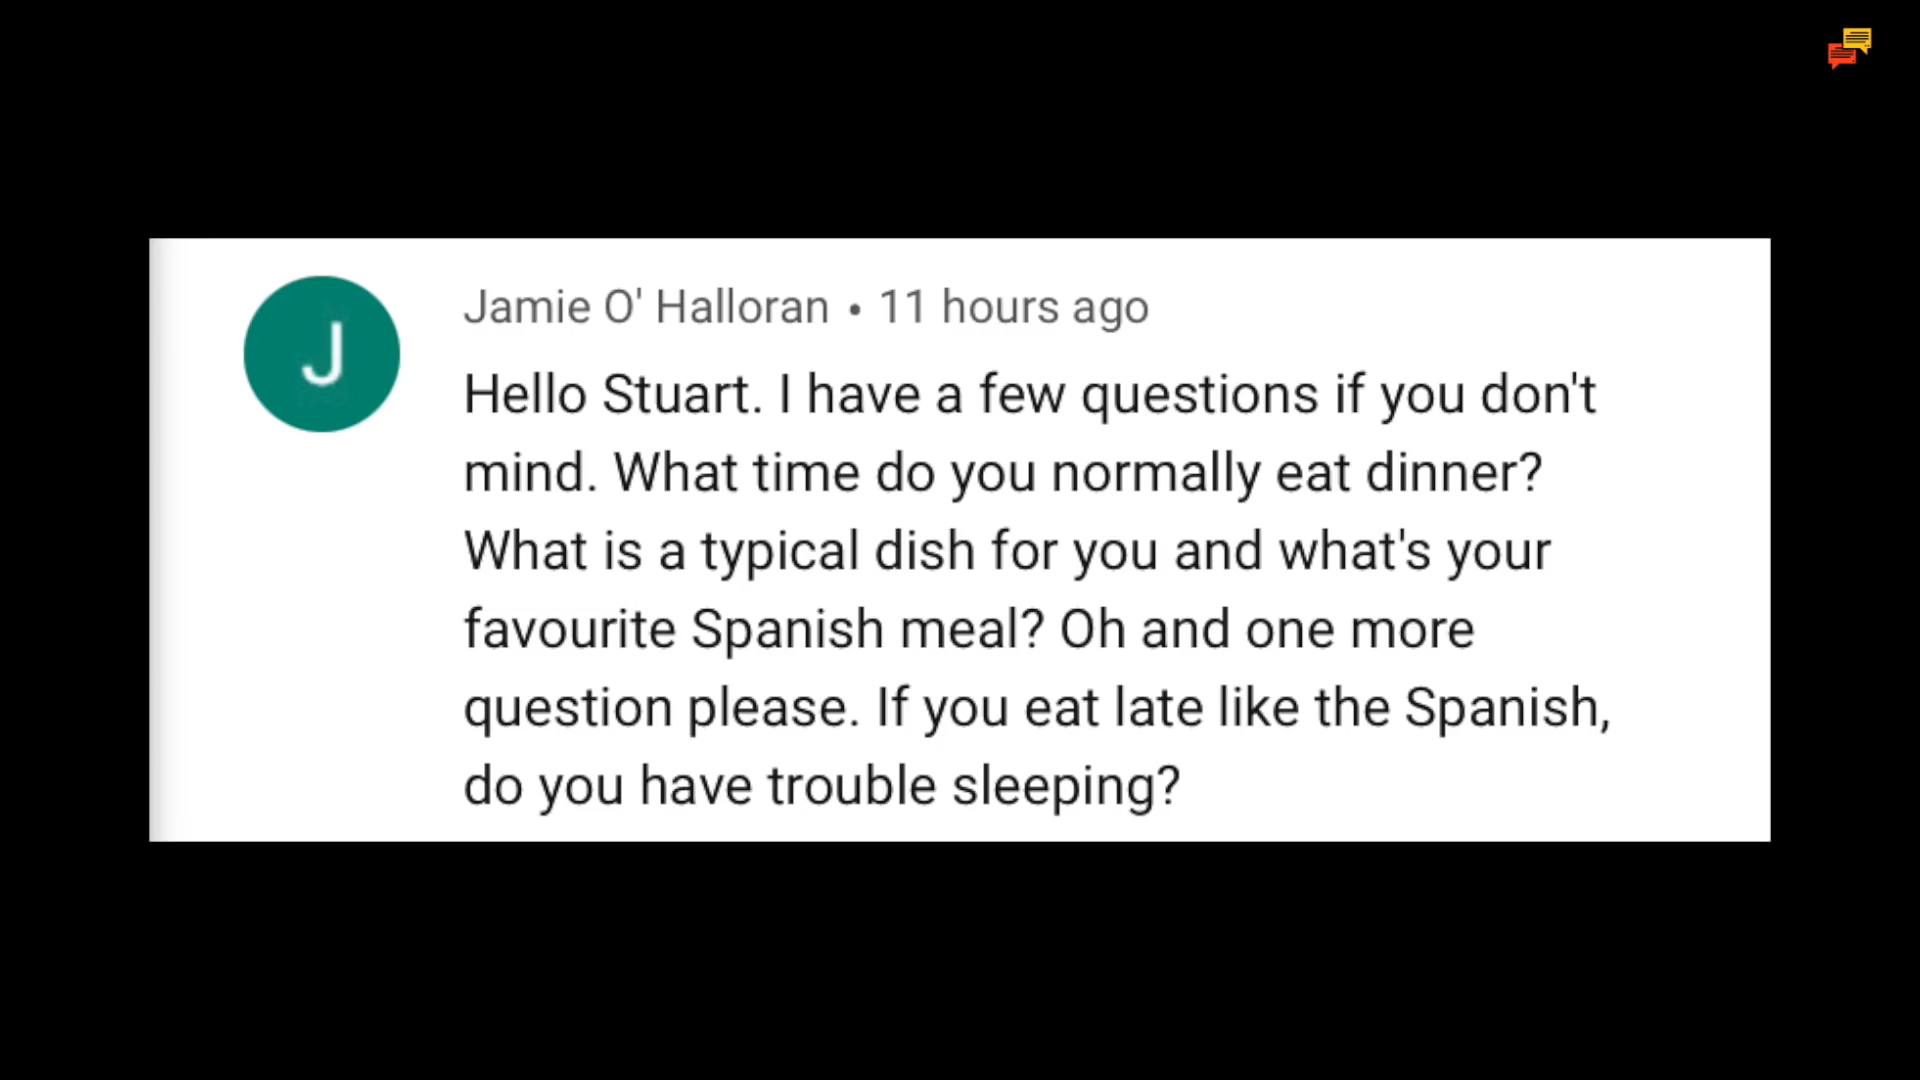 J
Jamie O' Halloran • 11 hours ago
Hello Stuart. I have a few questions if you don't
mind. What time do you normally eat dinner?
What is a typical dish for you and what's your
favourite Spanish meal? Oh and one more
question please. If you eat late like the Spanish,
do you have trouble sleeping?